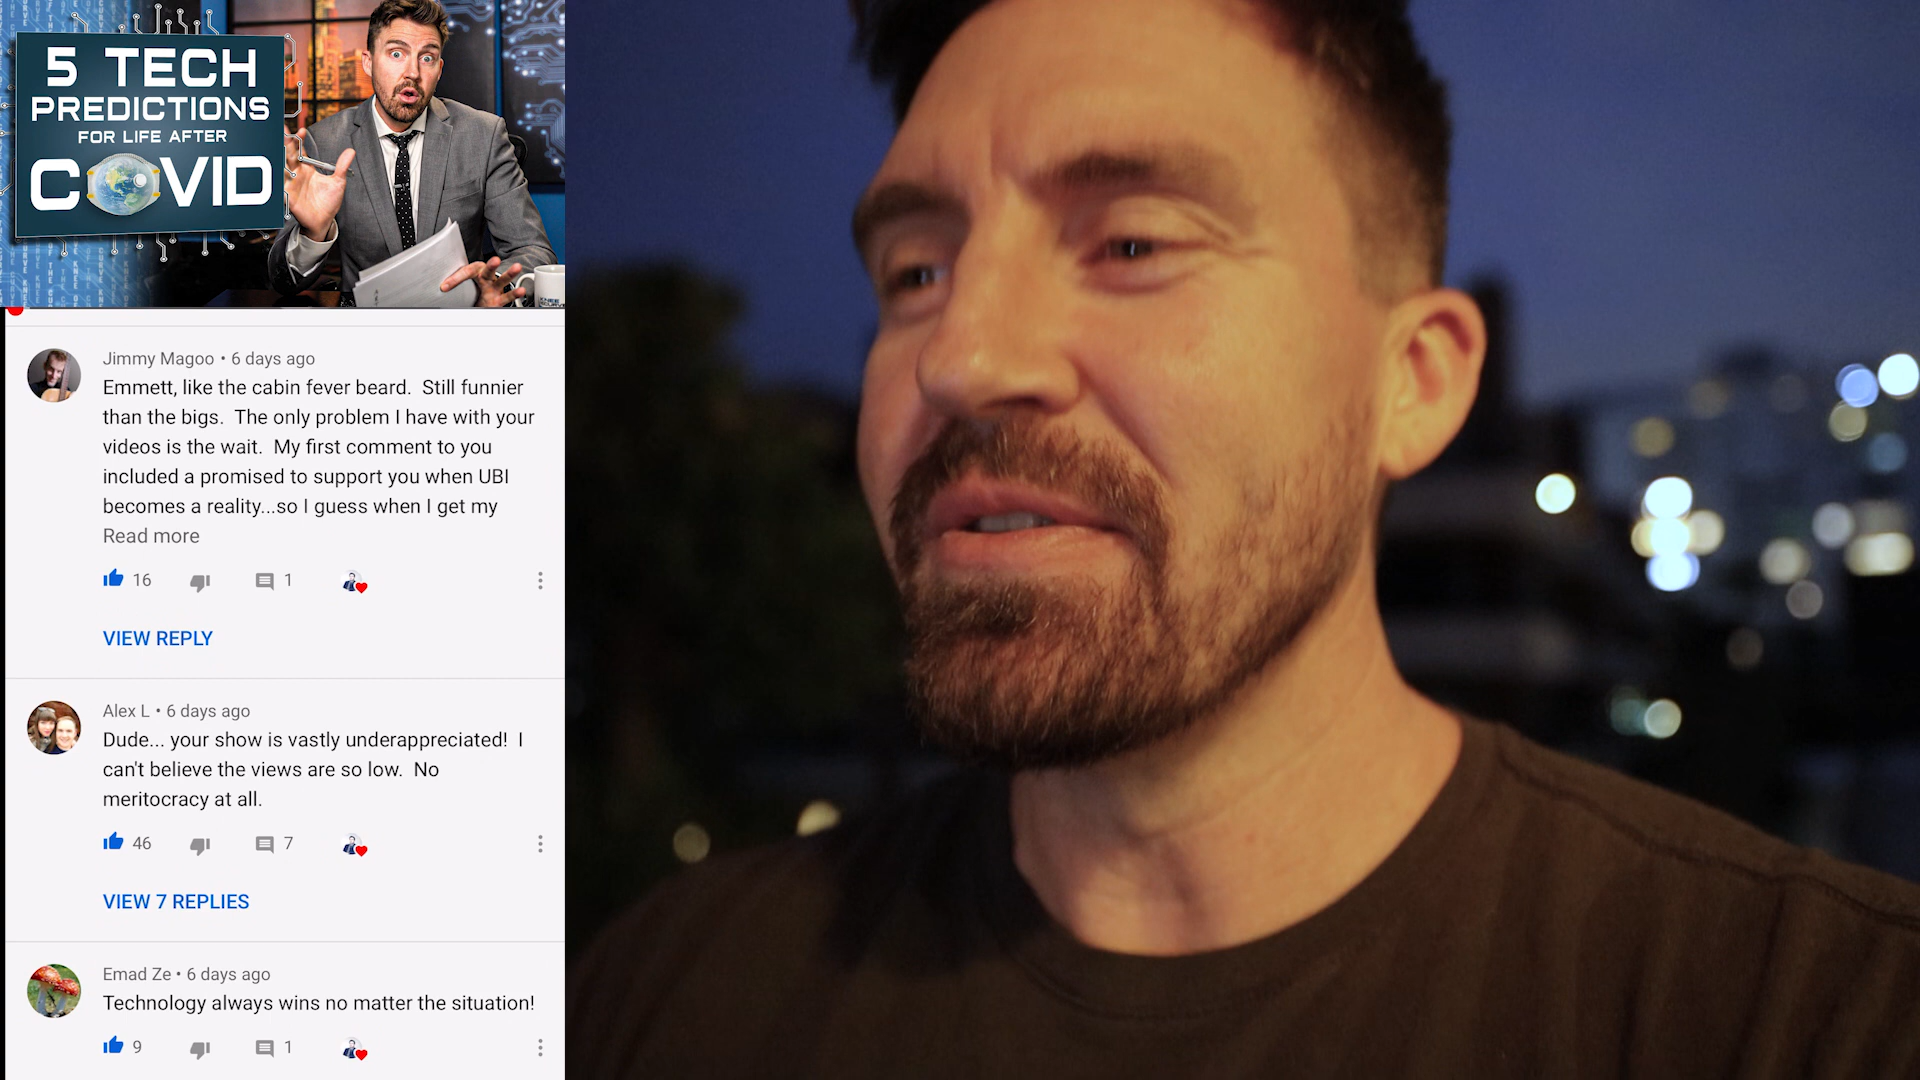 5 TECH
PREDICTIONS
FOR LIFE AFTER
COVID
Jimmy Magoo • 6 days ago
Emmett, like the cabin fever beard.  Still funnier
than the bigs.  The only problem I have with your
videos is the wait.  My first comment to you
included a promised to support you when UBI
becomes a reality...so I guess when I get my
Read more
16
1
VIEW REPLY
Alex L • 6 days ago
Dude... your show is vastly underappreciated!  I
can't believe the views are so low.  No
meritocracy at all.
46
7
VIEW 7 REPLIES
Emad Ze • 6 days ago
Technology always wins no matter the situation!
9
1